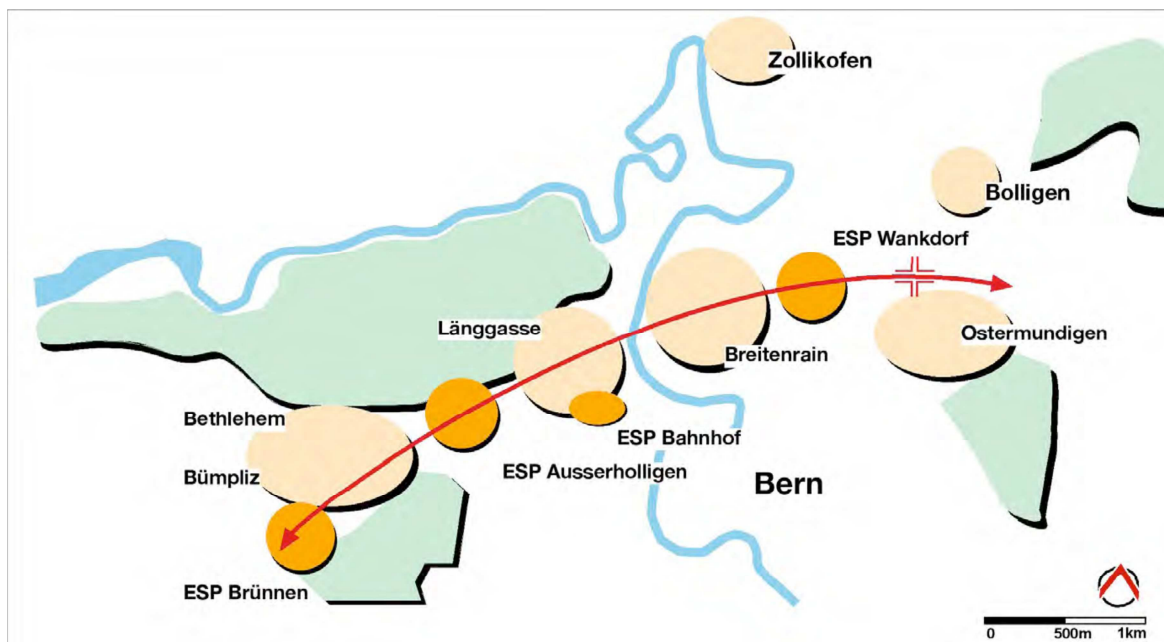 Zollikofen
Bolligen
ESP Wankdorf
Länggasse
Ostermundigen
Breitenrain
Bethlehem
ESP Bahnhof
ESP Ausserholligen
Bümpliz
Bern
ESP Brünnen
0 500m 1km